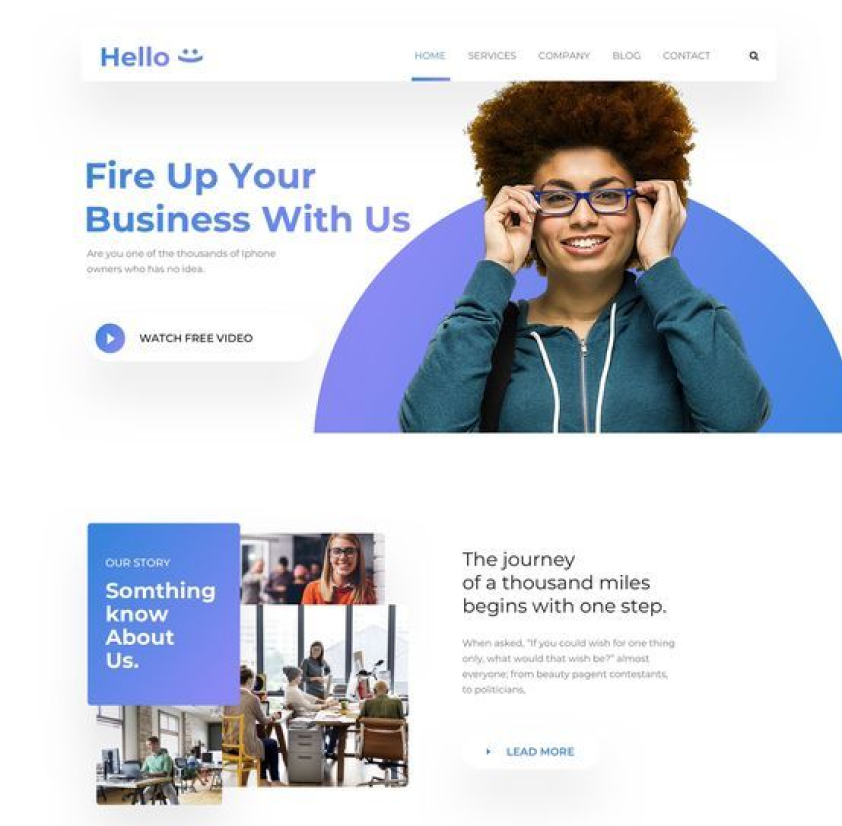 Hello
HOME SERVICES COMPANY BLOG CONTACT
Fire Up Your
Business With Us
Are you one of the thousands of Iphone
owners who has no idea.
WATCH FREE VIDEO
OUR STORY
Somthing
know
About
Us.
The journey
of a thousand miles
begins with one step.
When asked, "If you could wish for one thing
only, what would that wish be?" almost
everyone; from beauty pagent contestants,
to politicians,
LEAD MORE